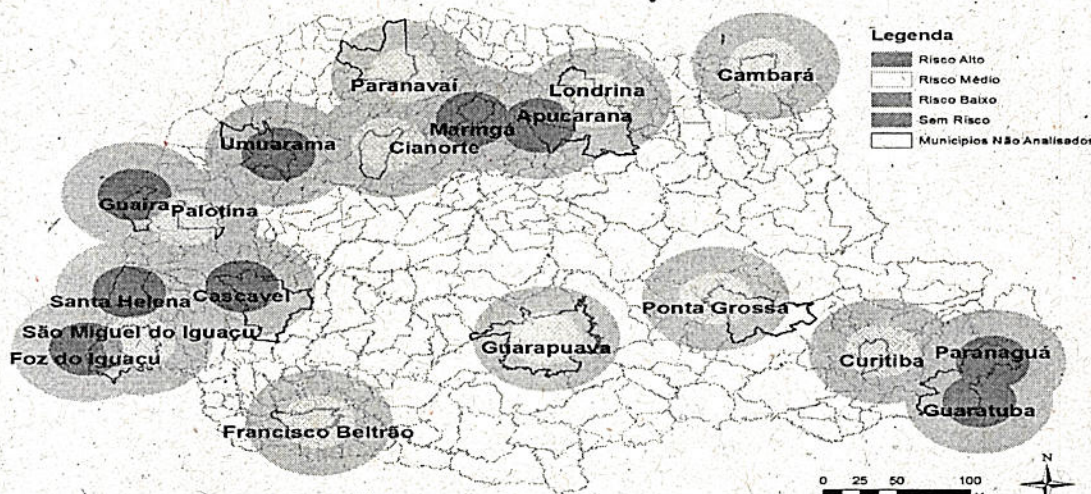 Legenda
Risco Alto
Risco Médio
Risco Baixo
Sem Risco
Municípios Não Analisados
Cambará
Paranavaí
Londrina
Maringá
Apucarana
Umuarama
Cianorte
Guaíra
Palotina
Santa Helena
Cascavel
Ponta Grossa
São Miguel do Iguaçu
Foz do Iguaçu
Guarapuava
Curitiba
Paranaguá
Guaratuba
Francisco Beltrão
N
0 25 50 100